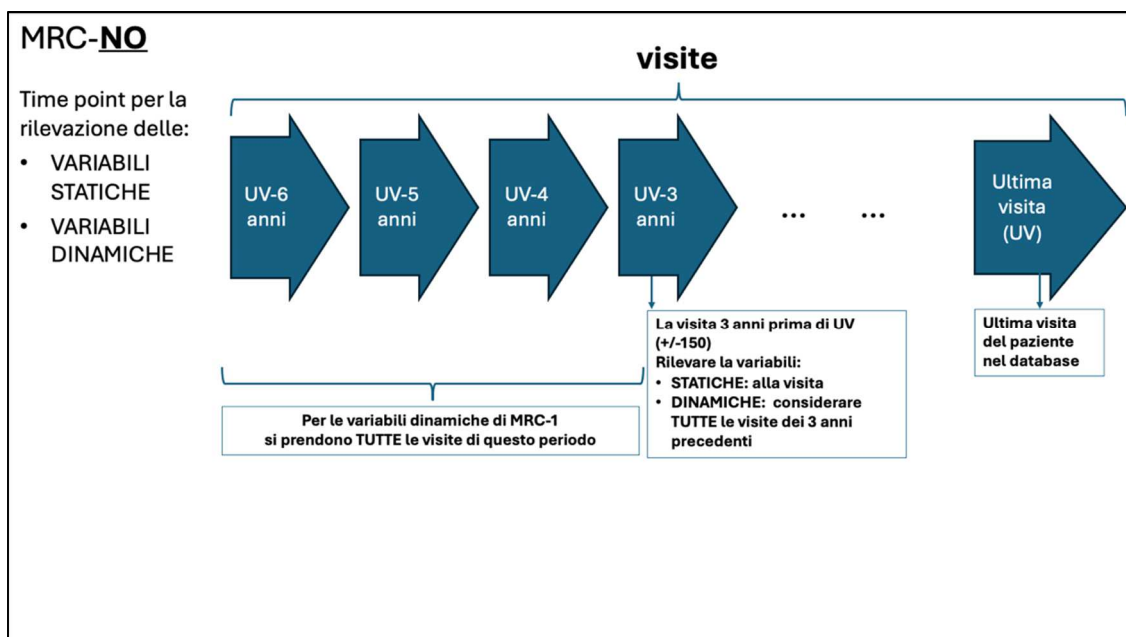 MRC-NO
visite
Time point per la
rilevazione delle:
• VARIABILI
STATICHE
• VARIABILI
DINAMICHE
UV-6
anni
UV-5
anni
UV-4
anni
UV-3
anni
... ...
Ultima
visita
(UV)
La visita 3 anni prima di UV
(+/-150)
Rilevare la variabili:
• STATICHE: alla visita
• DINAMICHE: considerare
TUTTE le visite dei 3 anni
precedenti
Ultima visita
del paziente
nel database
Per le variabili dinamiche di MRC-1
si prendono TUTTE le visite di questo periodo